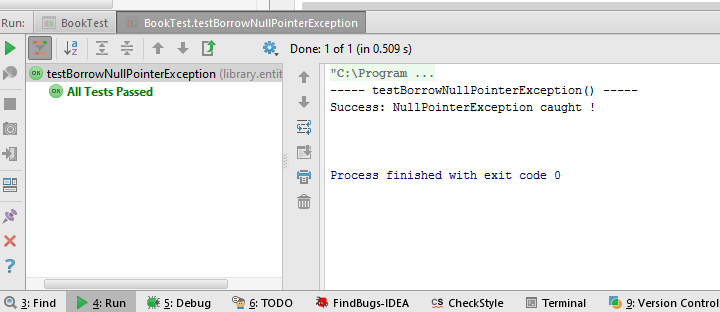 Run: BookTest BookTest.testBorrowNullPointerException
Done: 1 of 1 (in 0.509 s)
OK testBorrowNullPointerException (library.entit
OK All Tests Passed
"C:\Program ...
----- testBorrowNullPointerException() -----
Success: NullPointerException caught !
Process finished with exit code 0
3: Find 4: Run 5: Debug 6: TODO FindBugs-IDEA CS CheckStyle Terminal 9: Version Control